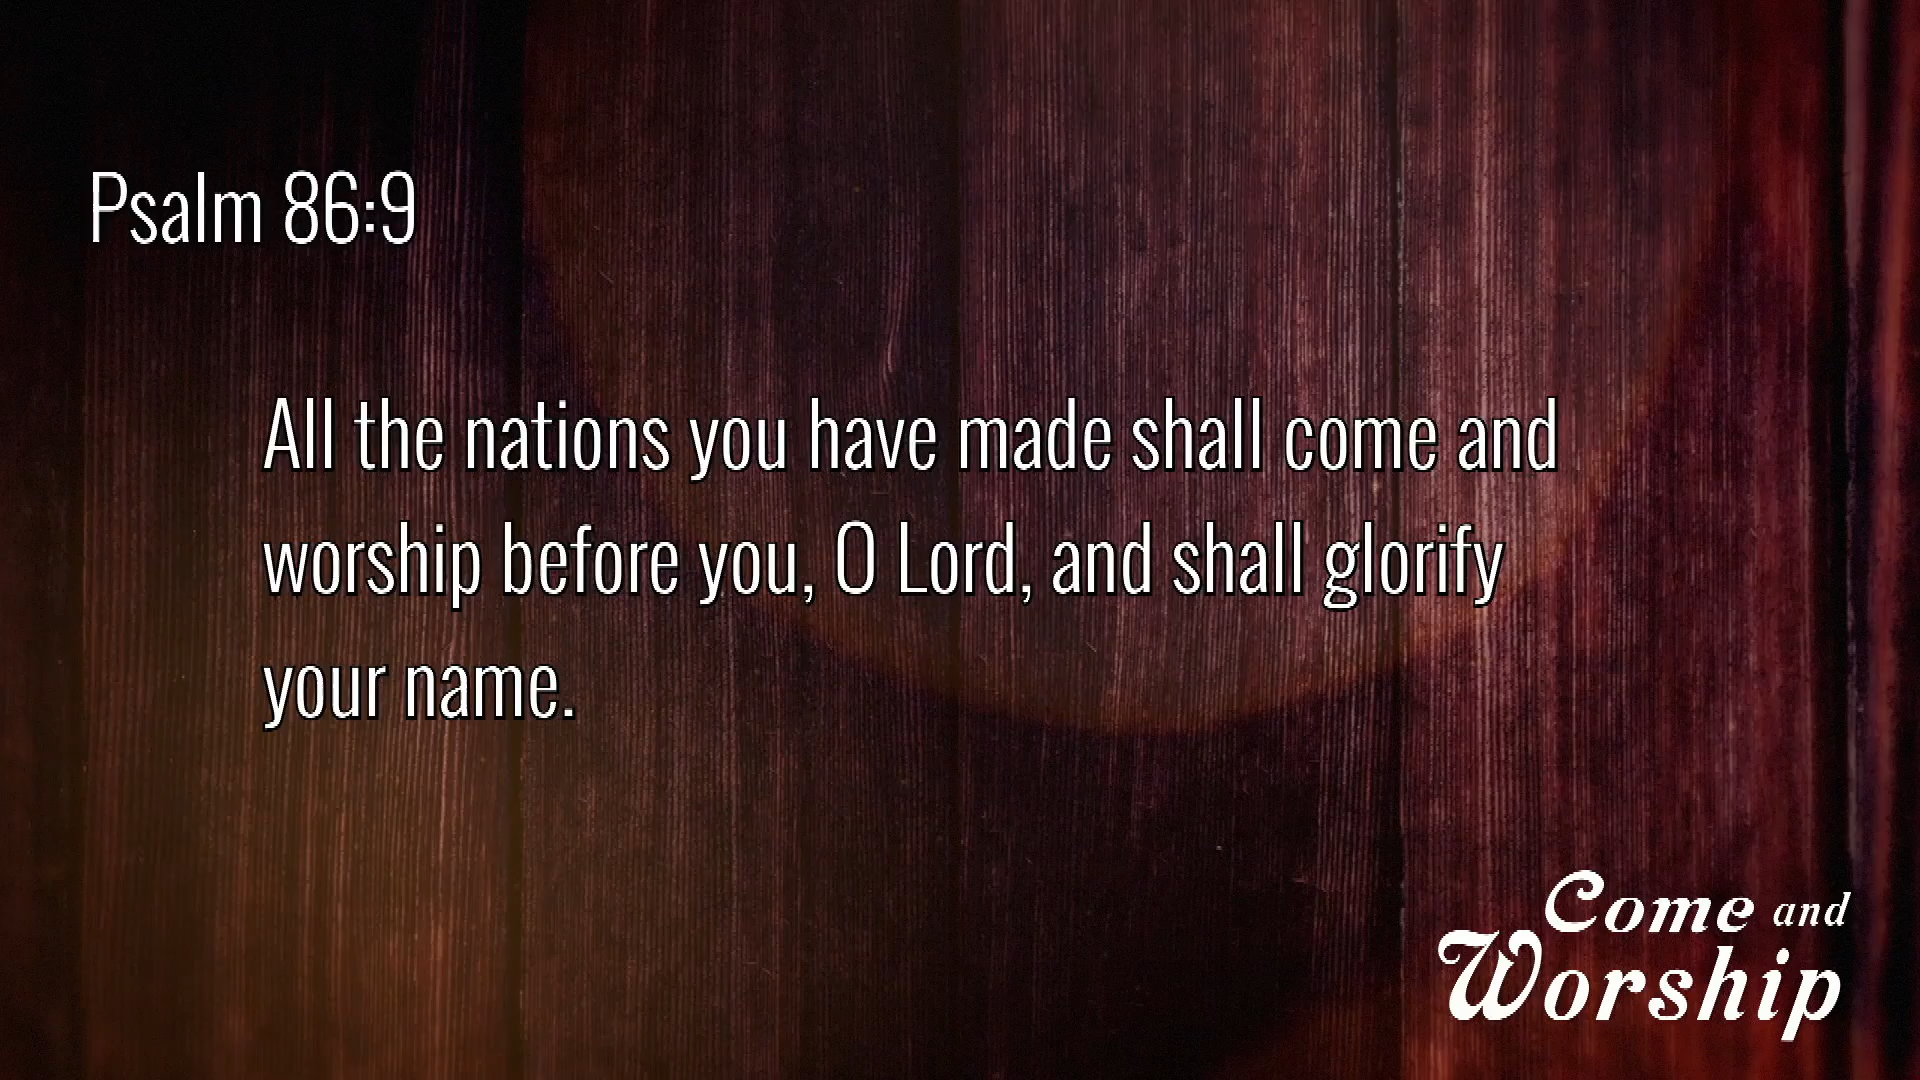 Psalm 86:9
All the nations you have made shall come and
worship before you, O Lord, and shall glorify
your name.
Come and
Worship